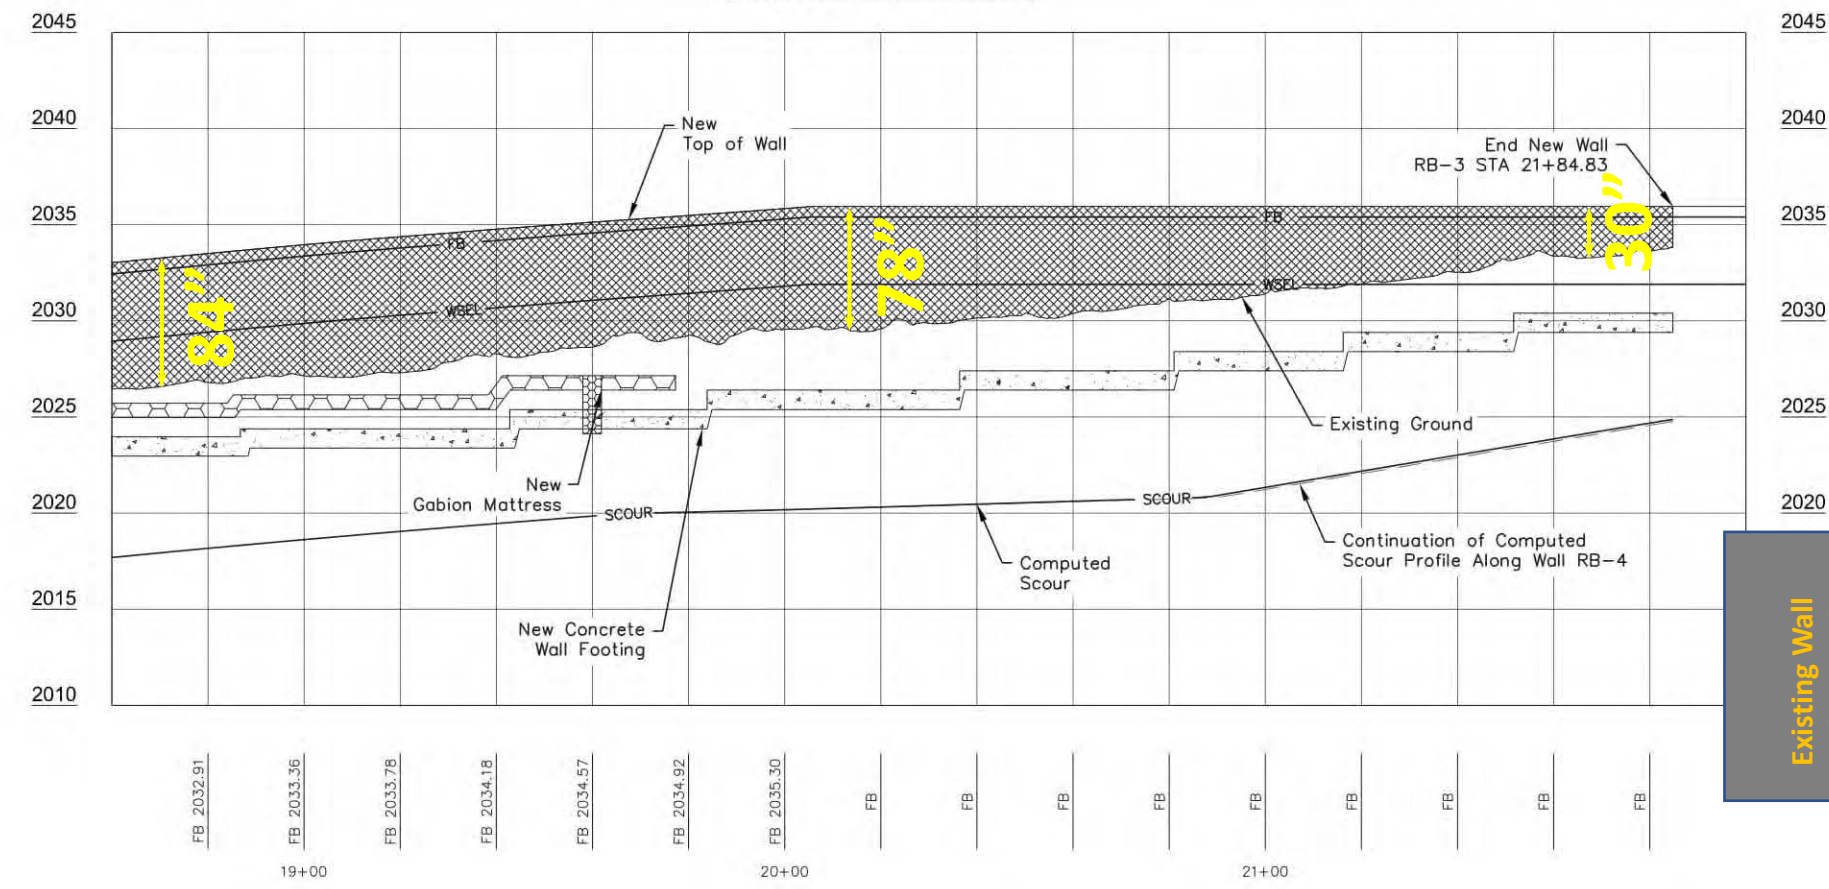 2045
2045
2040
2040
New
Top of Wall
End New Wall
RB-3 STA 21+84.83
2035
2035
FB
FB
84”
78”
30”
WSEL
WSEL
2030
2030
2025
2025
Existing Ground
New
Gabion Mattress
SCOUR
SCOUR
2020
2020
Computed
Scour
Continuation of Computed
Scour Profile Along Wall RB-4
2015
New Concrete
Wall Footing
2010
Existing Wall
FB 2032.91
FB 2033.36
FB 2033.78
FB 2034.18
FB 2034.57
FB 2034.92
FB 2035.30
FB
FB
FB
FB
FB
FB
FB
FB
FB
19+00
20+00
21+00